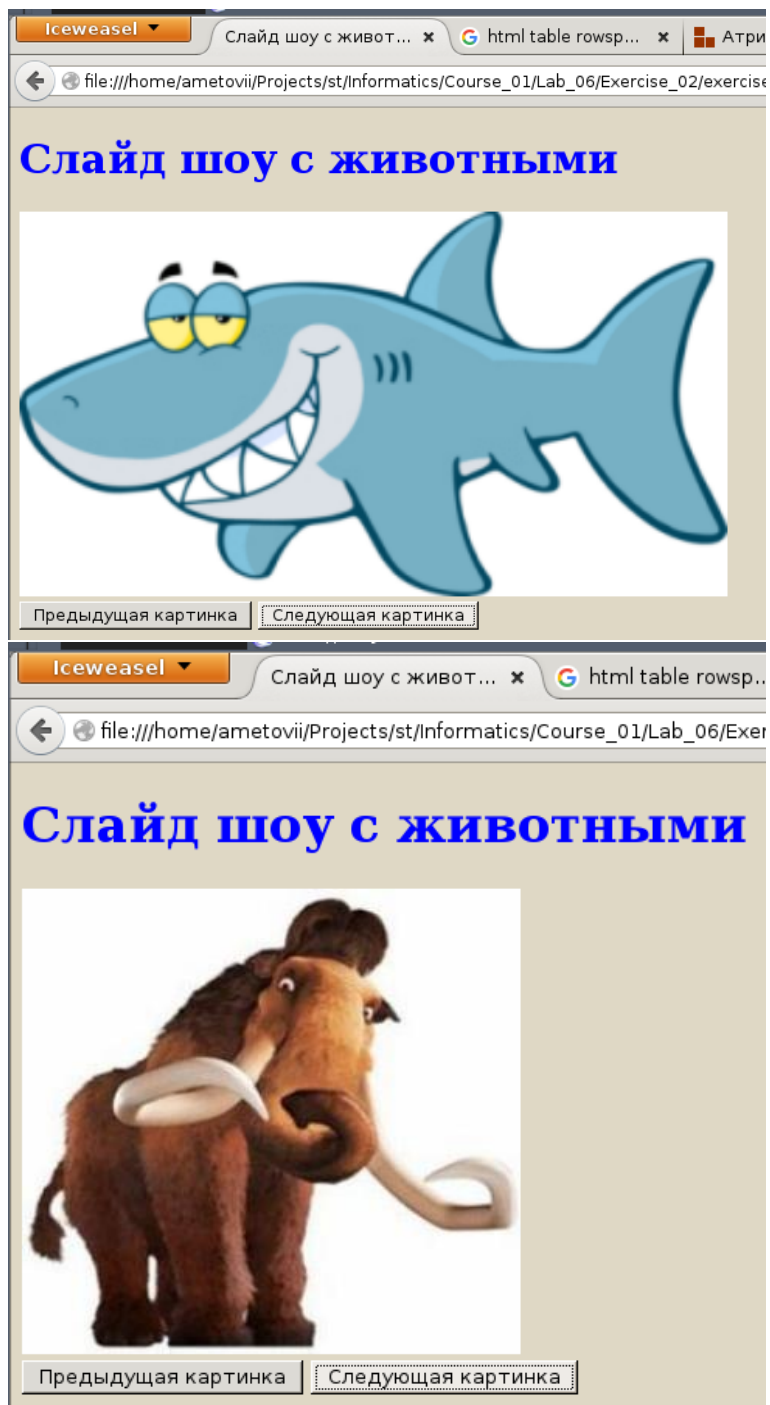 Iceweasel
Слайд шоу с живот... × html table rowsp... × Атри
file:///home/ametovii/Projects/st/Informatics/Course_01/Lab_06/Exercise_02/exercise
Слайд шоу с животными
Предыдущая картинка Следующая картинка
Iceweasel
Слайд шоу с живот... × html table rowsp..
file:///home/ametovii/Projects/st/Informatics/Course_01/Lab_06/Exer
Слайд шоу с животными
Предыдущая картинка Следующая картинка